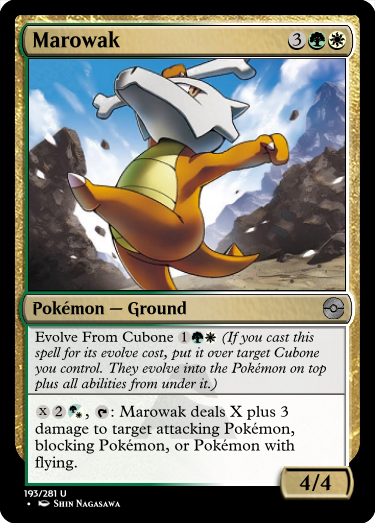 Marowak 3
Pokémon — Ground
Evolve From Cubone 1 (If you cast this
spell for its evolve cost, put it over target Cubone
you control. They evolve into the Pokémon on top
plus all abilities from under it.)
X 2 , : Marowak deals X plus 3
damage to target attacking Pokémon,
blocking Pokémon, or Pokémon with
flying.
4/4
193/281 U
• Shin Nagasawa